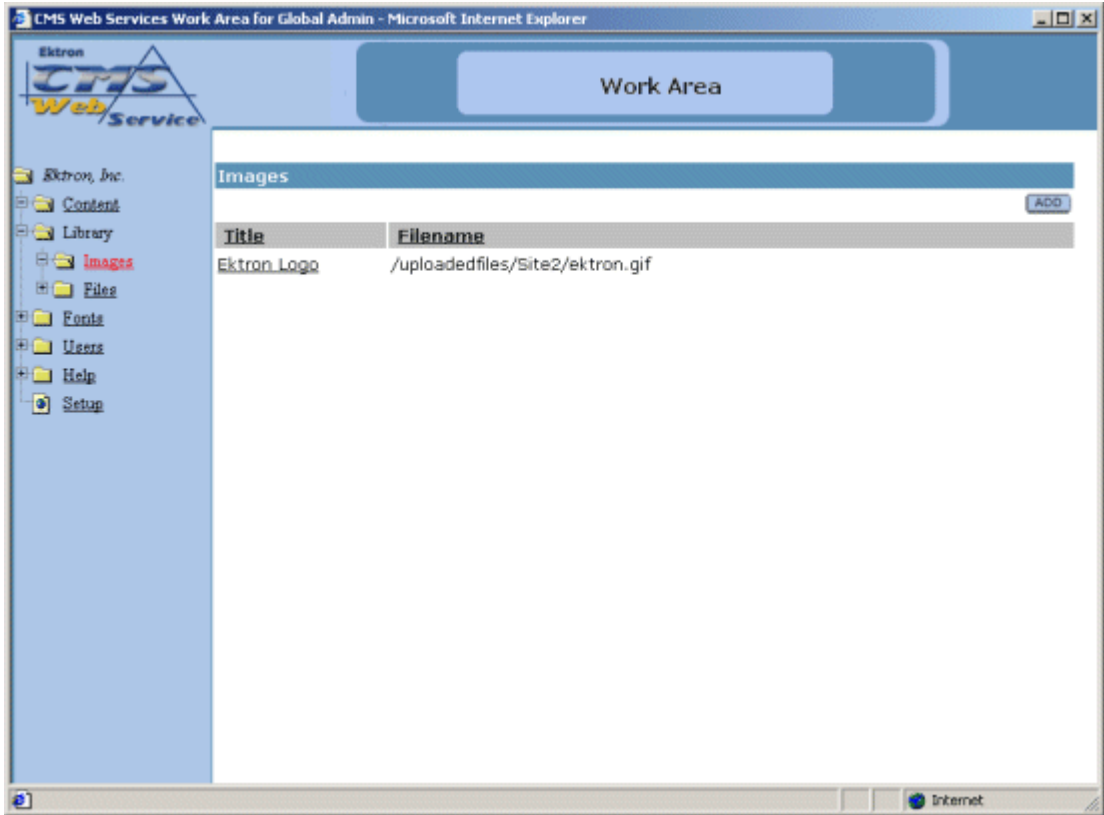 CMS Web Services Work Area for Global Admin - Microsoft Internet Explorer
Ektron
CMS
Web
Service
Work Area
Ektron, Inc.
Content
Library
Images
Files
Fonts
Users
Help
Setup
Images
ADD
Title Filename
Ektron Logo /uploadedfiles/Site2/ektron.gif
Internet